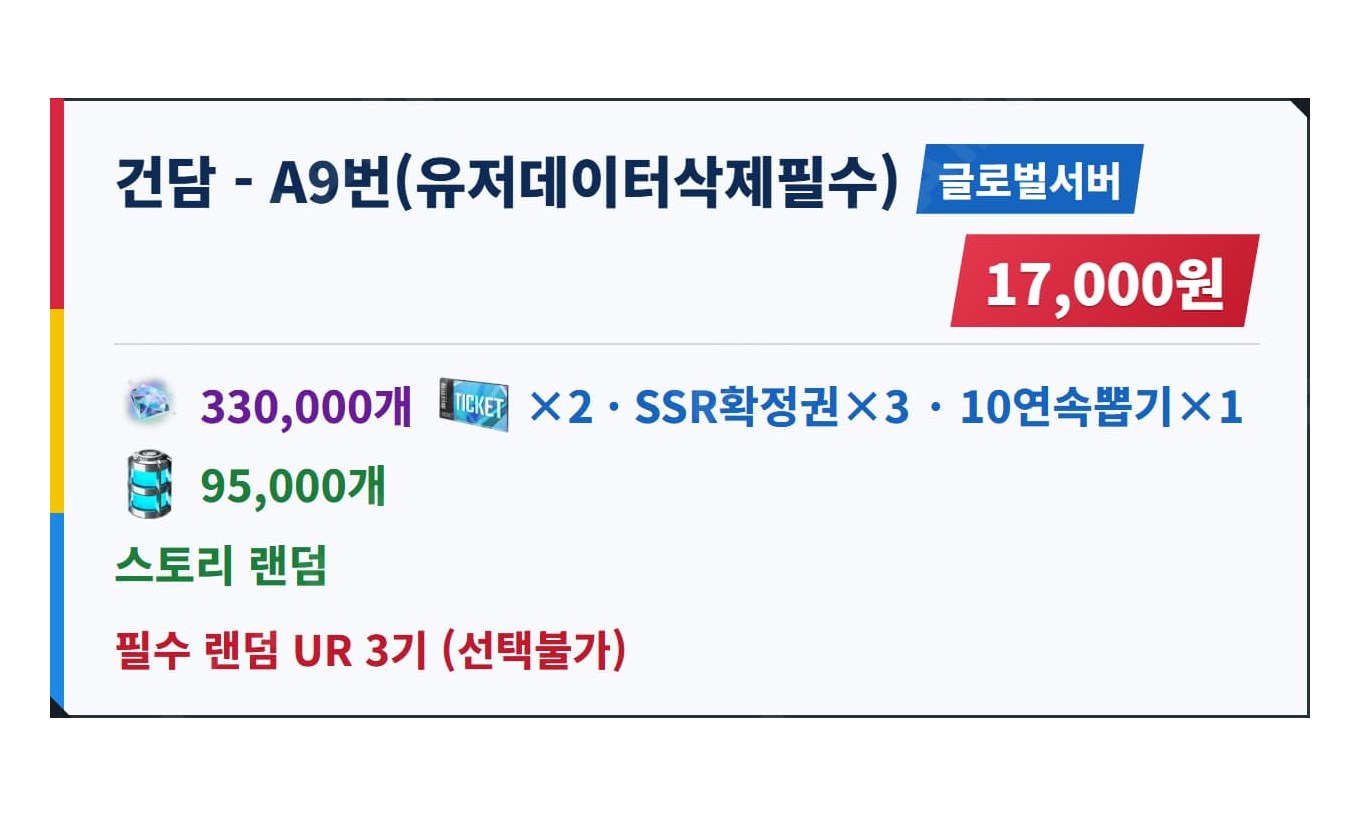 건담 - A9번(유저데이터삭제필수) 글로벌서버
17,000원
330,000개 TICKET ×2 · SSR확정권×3 · 10연속뽑기×1
95,000개
스토리 랜덤
필수 랜덤 UR 3기 (선택불가)